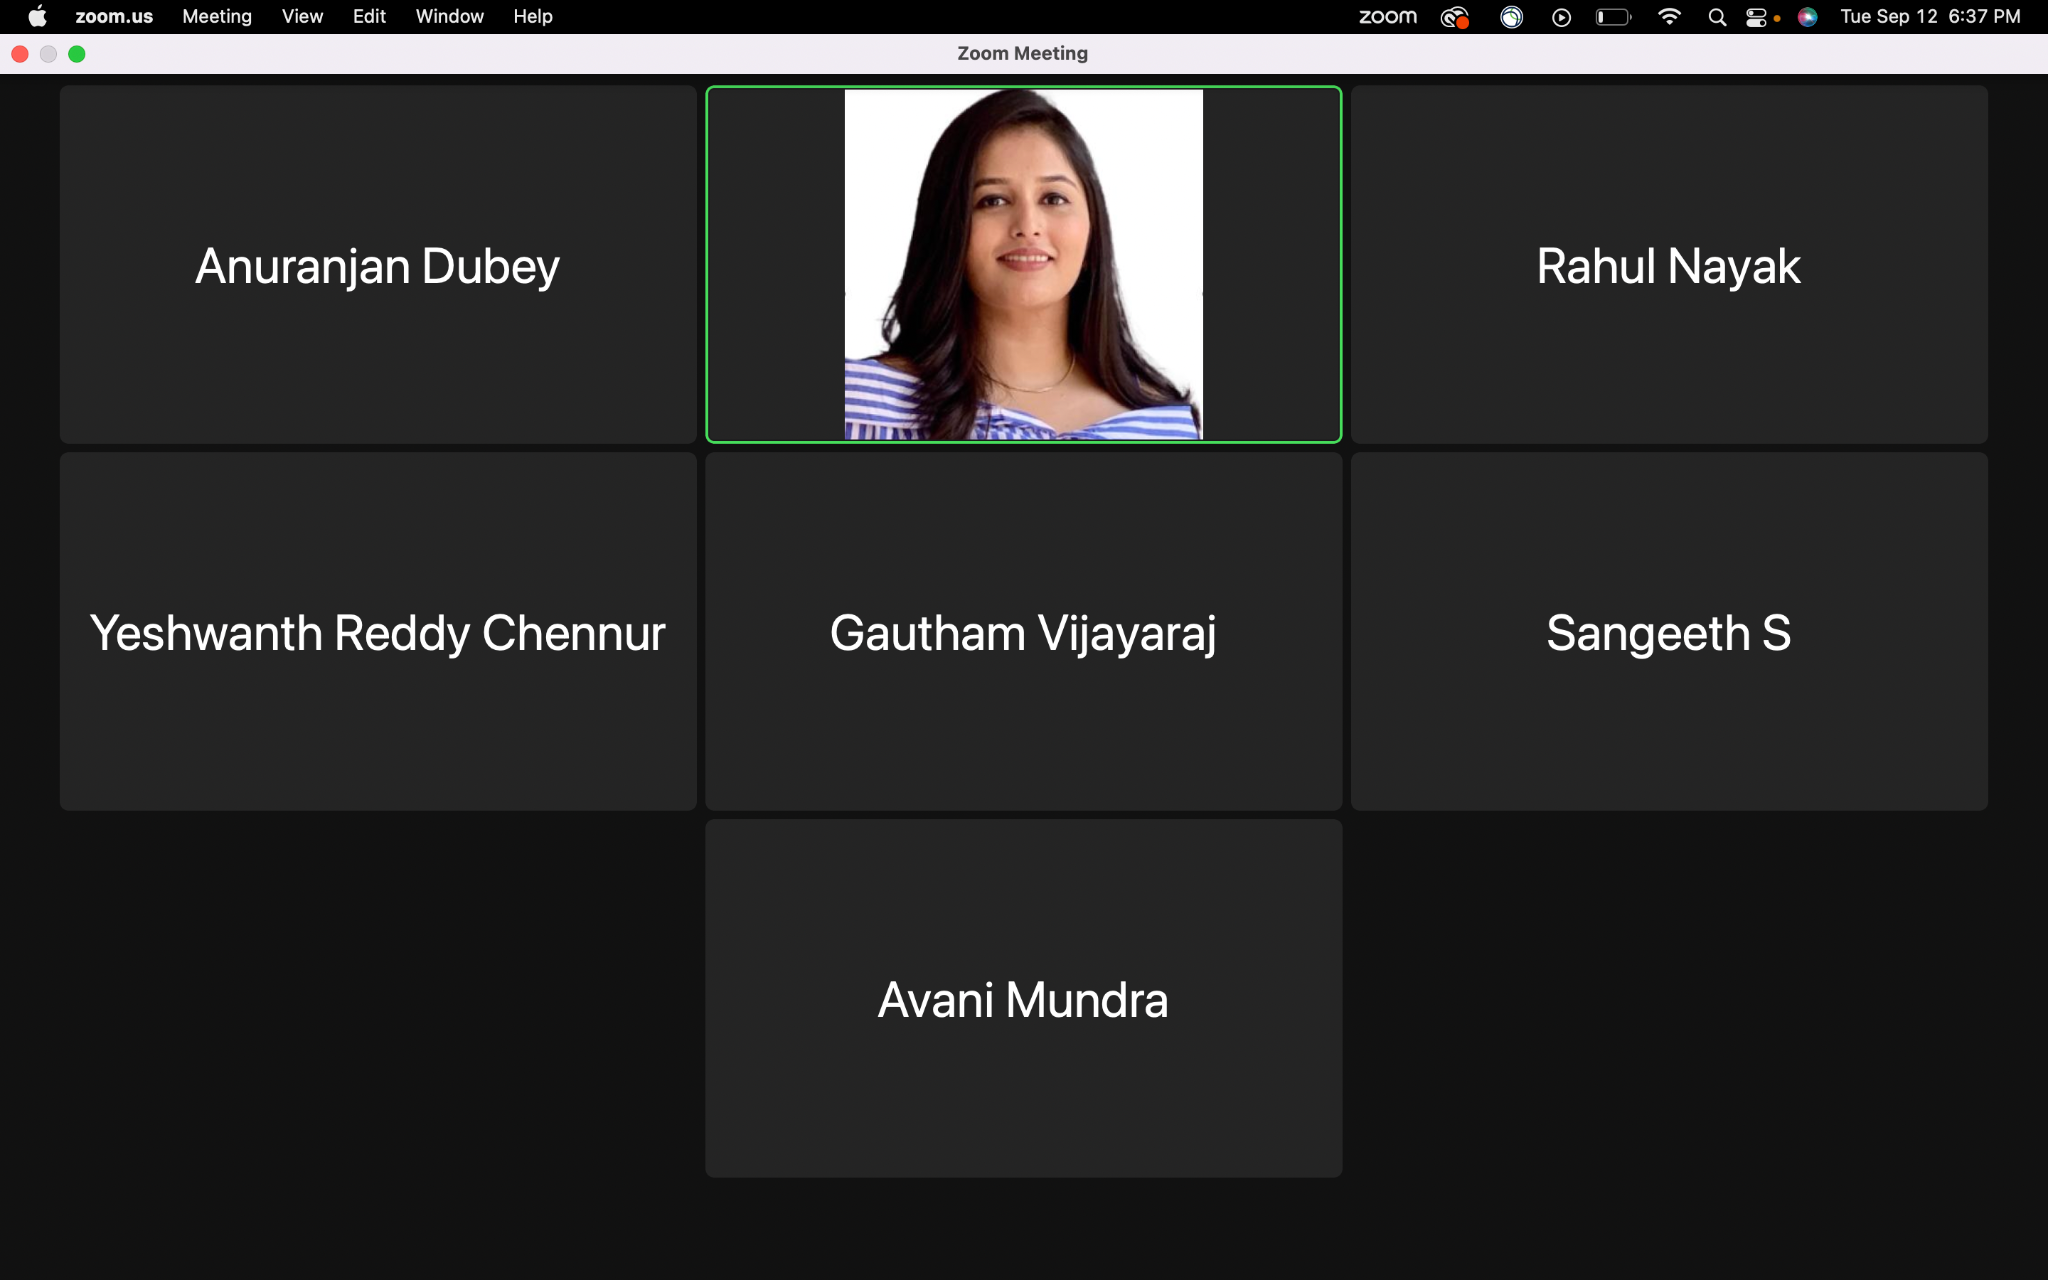 zoom.us Meeting View Edit Window Help zoom Tue Sep 12 6:37 PM
Zoom Meeting
Anuranjan Dubey
Rahul Nayak
Yeshwanth Reddy Chennur
Gautham Vijayaraj
Sangeeth S
Avani Mundra